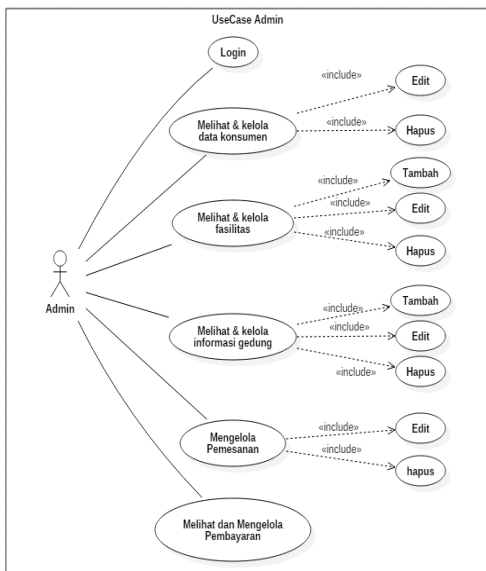 UseCase Admin
Login
«include»
Edit
Melihat & kelola
data konsumen
«include»
Hapus
«include»
Tambah
Melihat & kelola
fasilitas
«include»
Edit
«include»
Hapus
Admin
«include»
Tambah
Melihat & kelola
informasi gedung
«include»
Edit
«include»
Hapus
Mengelola
Pemesanan
«include»
Edit
«include»
hapus
Melihat dan Mengelola
Pembayaran